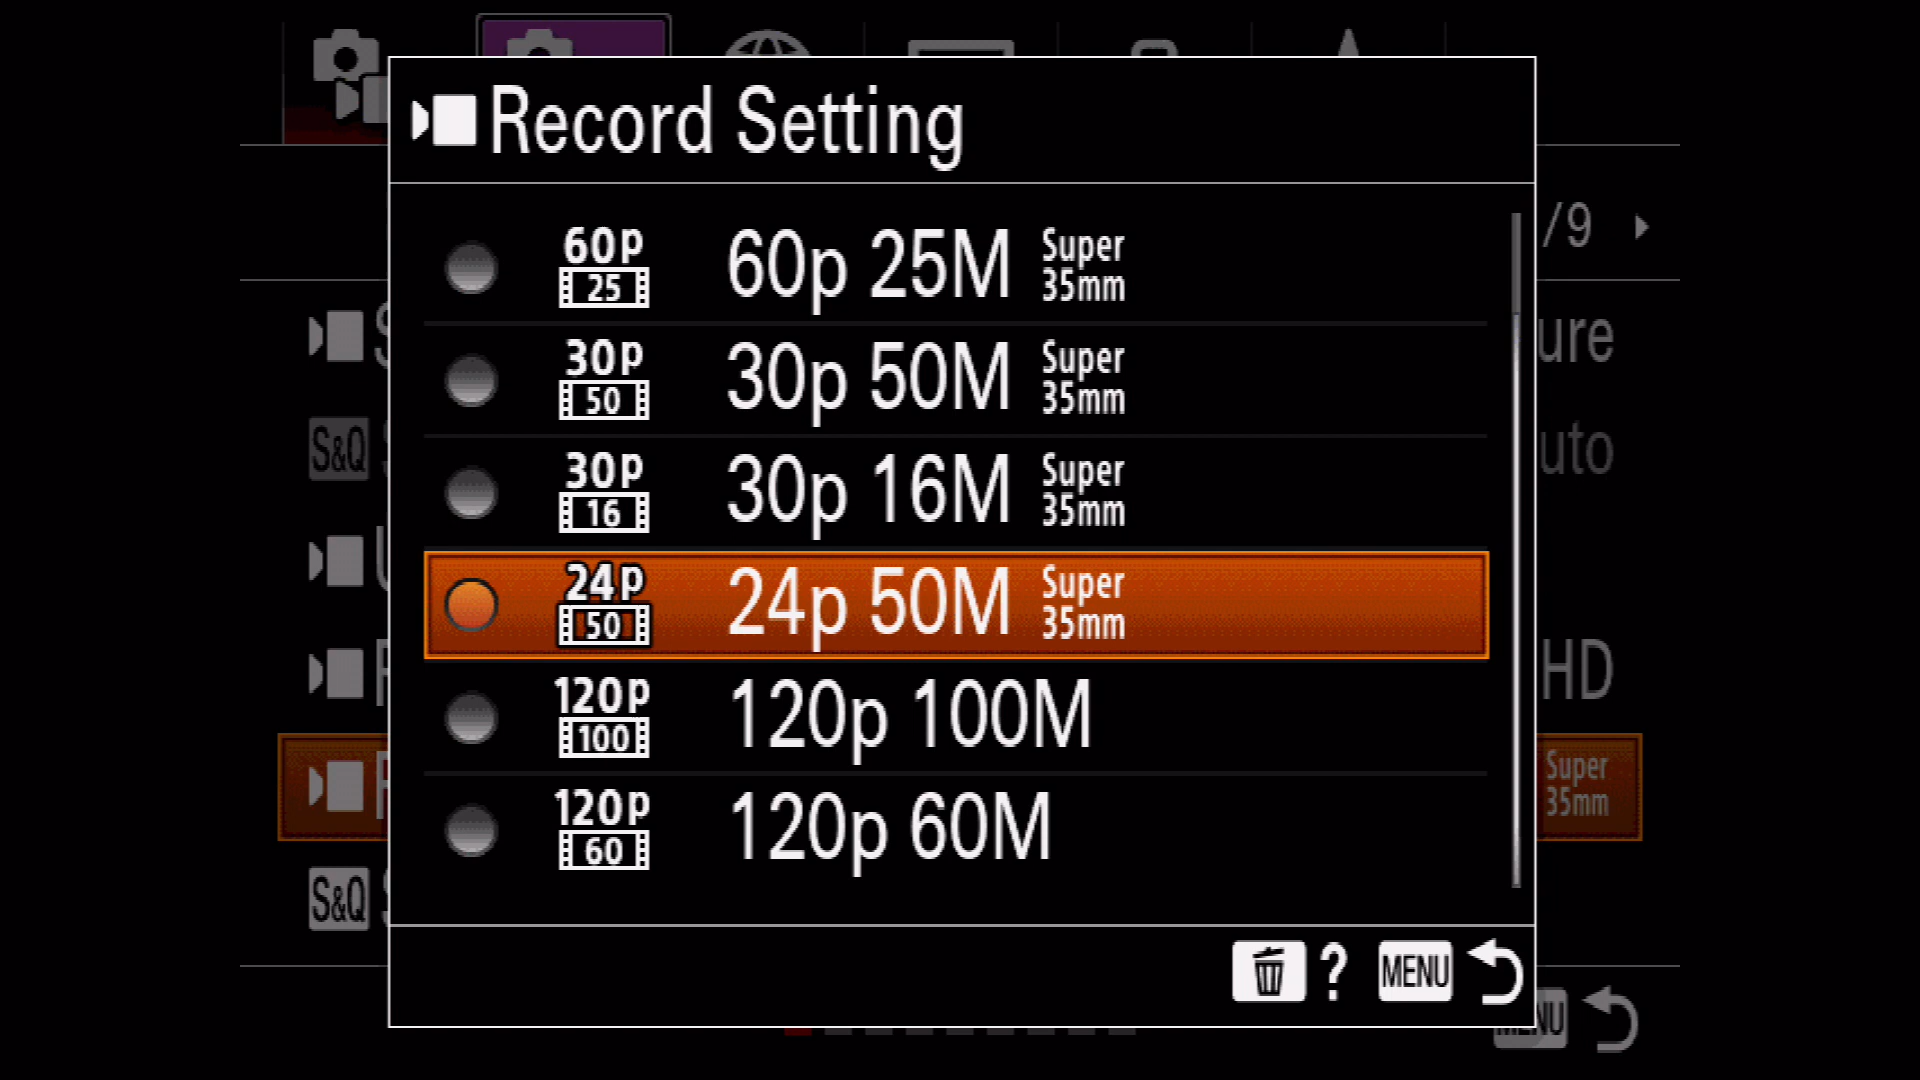 Record Setting
60p 25 60p 25M Super 35mm
30p 50 30p 50M Super 35mm
30p 16 30p 16M Super 35mm
24p 50 24p 50M Super 35mm
120p 100 120p 100M
120p 60 120p 60M
? MENU
/9
ure
S&Q S uto
U
HD
Super 35mm
S&Q
MENU